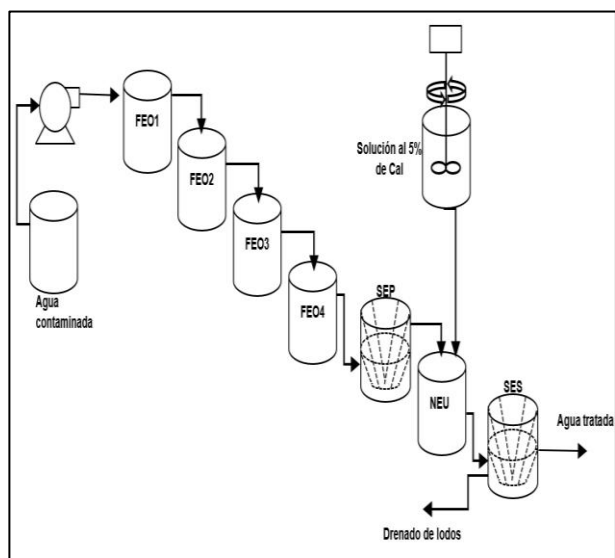 FEO1
FEO2
FEO3
FEO4
Agua
contaminada
Solución al 5%
de Cal
SEP
NEU
SES
Agua tratada
Drenado de lodos